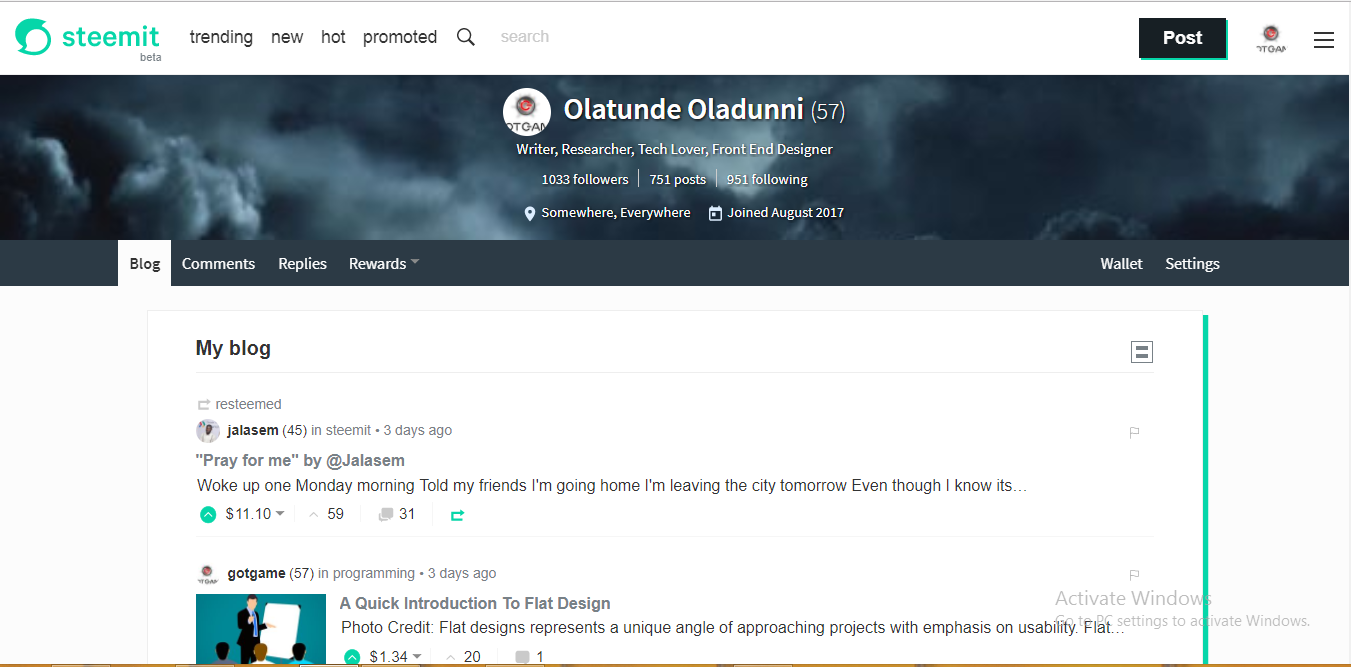 steemit
beta
trending new hot promoted search Post
OTGAM
Olatunde Oladunni (57)
Writer, Researcher, Tech Lover, Front End Designer
1033 followers 751 posts 951 following
Somewhere, Everywhere Joined August 2017
Blog Comments Replies Rewards Wallet Settings
My blog
resteemed
jalasem (45) in steemit • 3 days ago
"Pray for me" by @Jalasem
Woke up one Monday morning Told my friends I'm going home I'm leaving the city tomorrow Even though I know its...
$11.10 59 31
gotgame (57) in programming • 3 days ago
A Quick Introduction To Flat Design
Photo Credit: Flat designs represents a unique angle of approaching projects with emphasis on usability. Flat...
$1.34 20 1
Activate Windows
Go to PC settings to activate Windows.